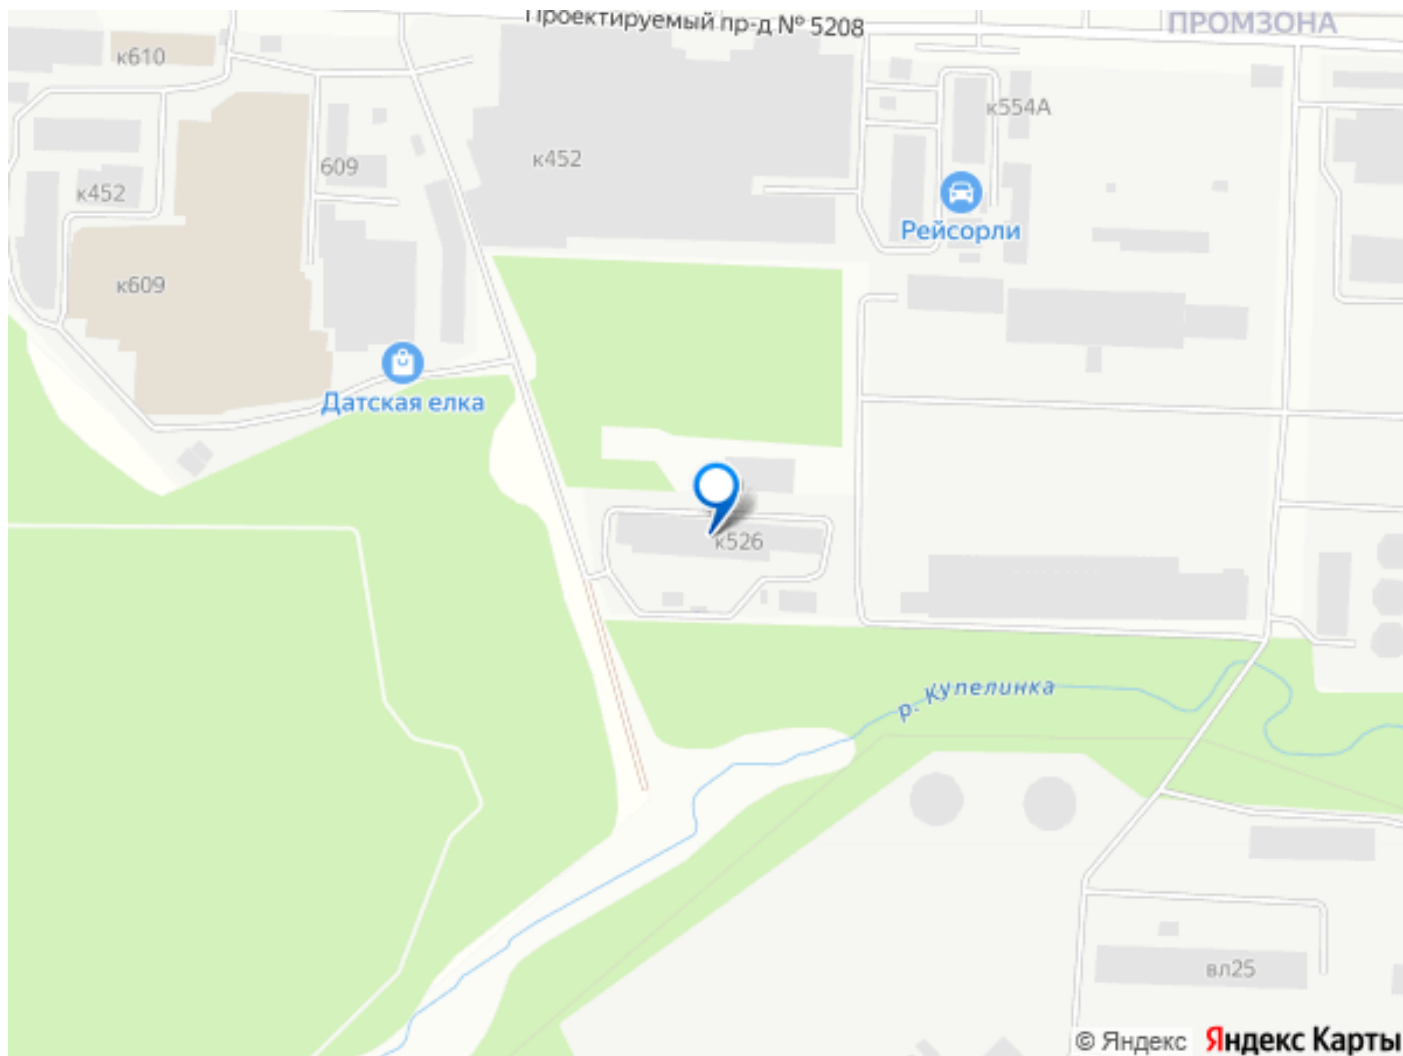 Проектируемый пр-д № 5208
ПРОМЗОНА
к610
к554А
к452
609
к452
Рейсорли
к609
Датская елка
к526
р. Купелинка
вл25
© Яндекс Яндекс Карты